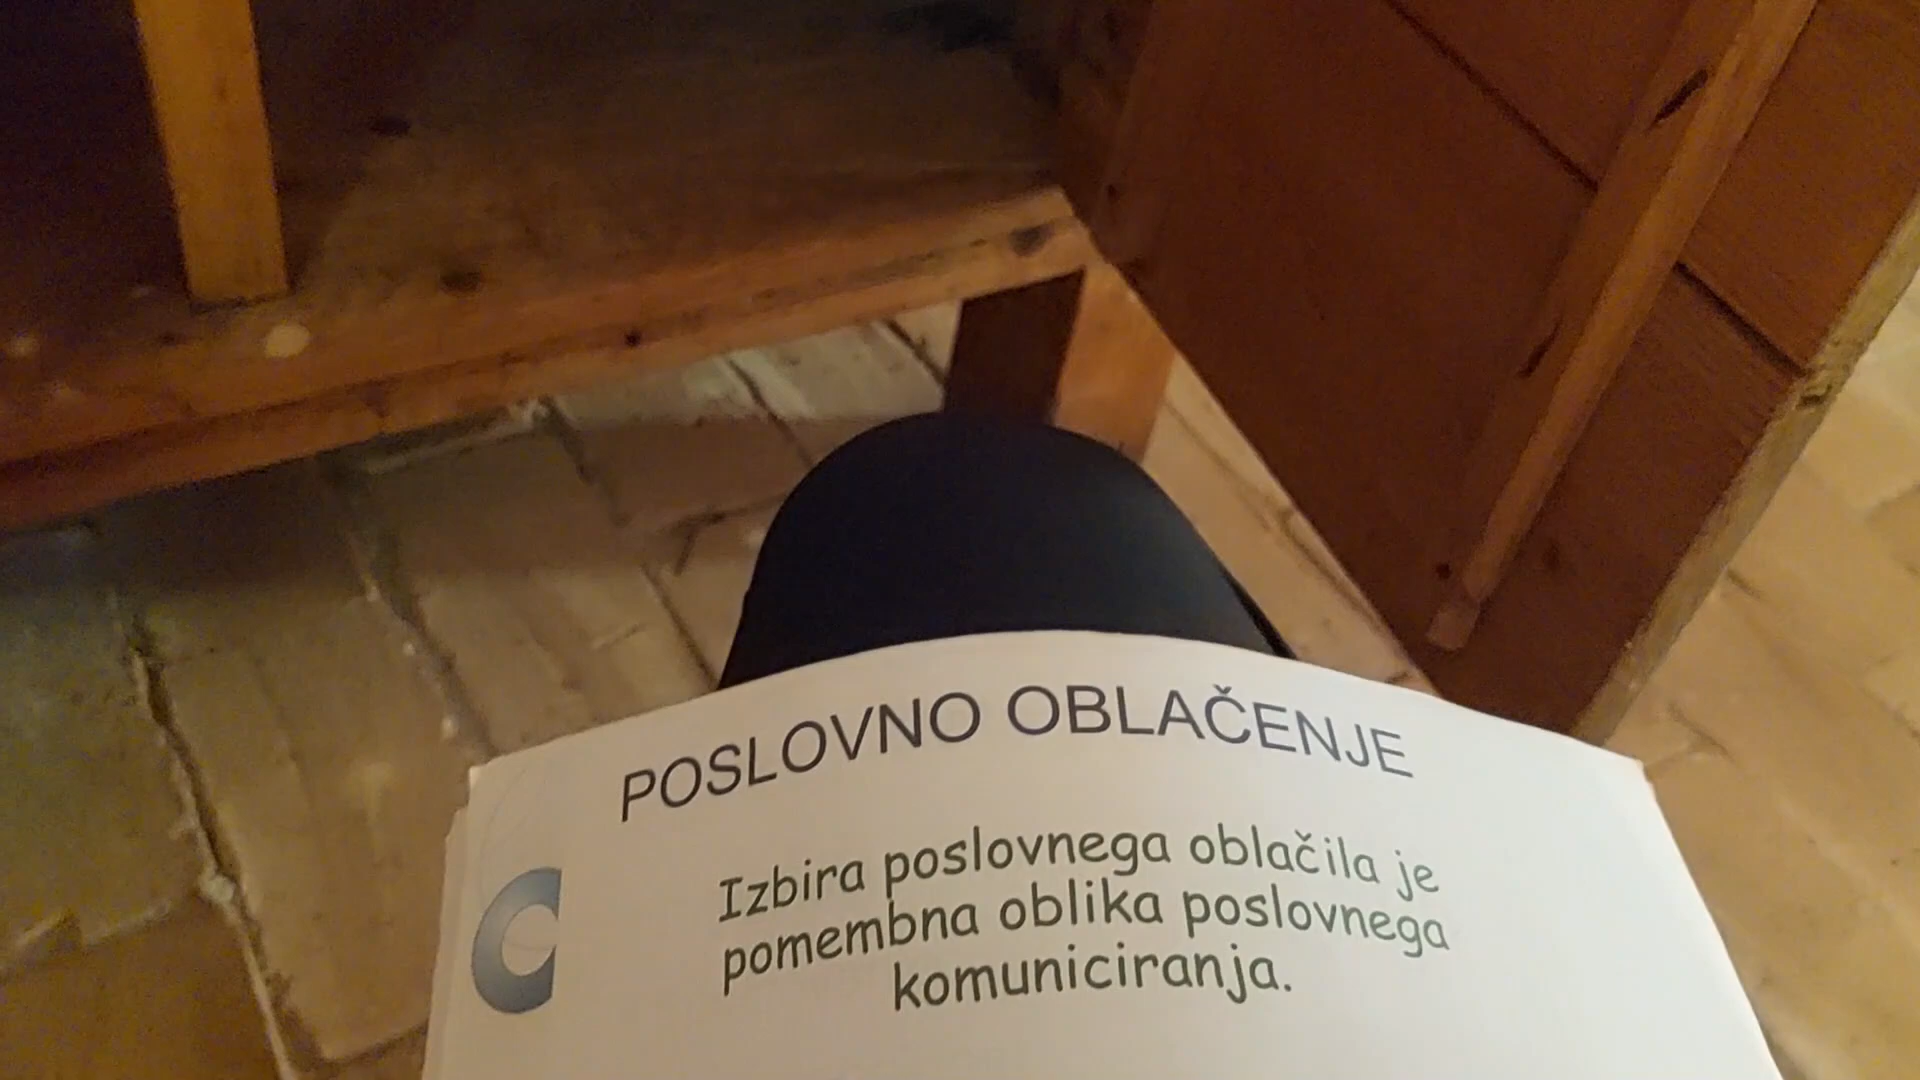 POSLOVNO OBLAČENJE
Izbira poslovnega oblačila je
pomembna oblika poslovnega
komuniciranja.
C